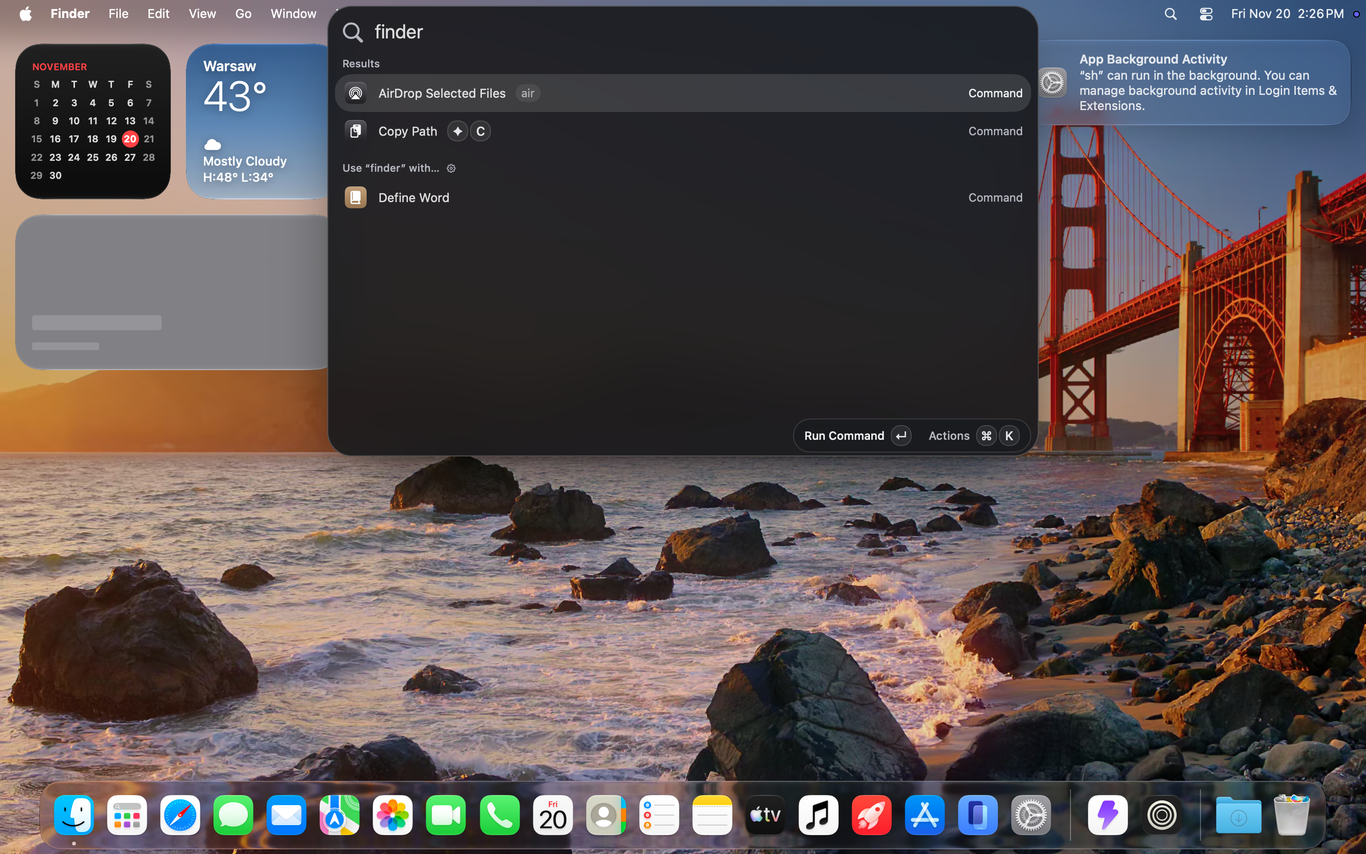 Finder File Edit View Go Window
Fri Nov 20 2:26 PM
finder
Results
AirDrop Selected Files air Command
Copy Path C Command
Use “finder” with...
Define Word Command
Run Command Actions ⌘ K
NOVEMBER
S M T W T F S
1 2 3 4 5 6 7
8 9 10 11 12 13 14
15 16 17 18 19 20 21
22 23 24 25 26 27 28
29 30
Warsaw
43°
Mostly Cloudy
H:48° L:34°
App Background Activity
“sh” can run in the background. You can
manage background activity in Login Items &
Extensions.
Fri
20
tv